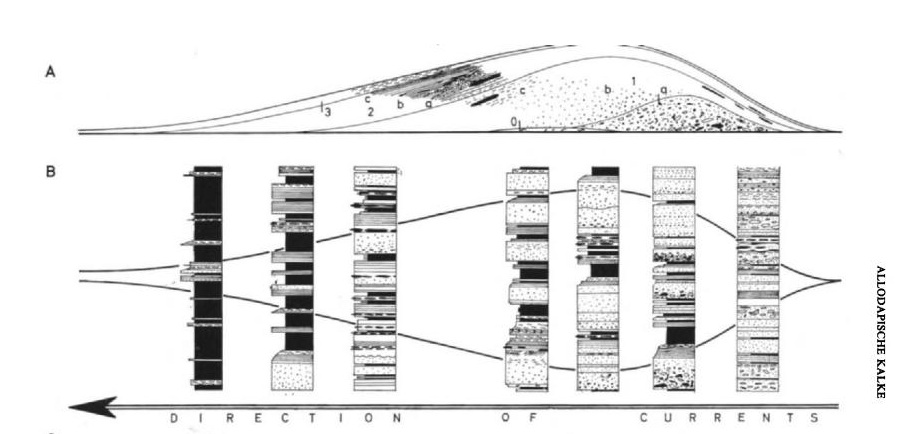 A
3
c
2
b
a
c
b
1
a
0
B
DIRECTION OF CURRENTS
ALLODAPISCHE KALKE